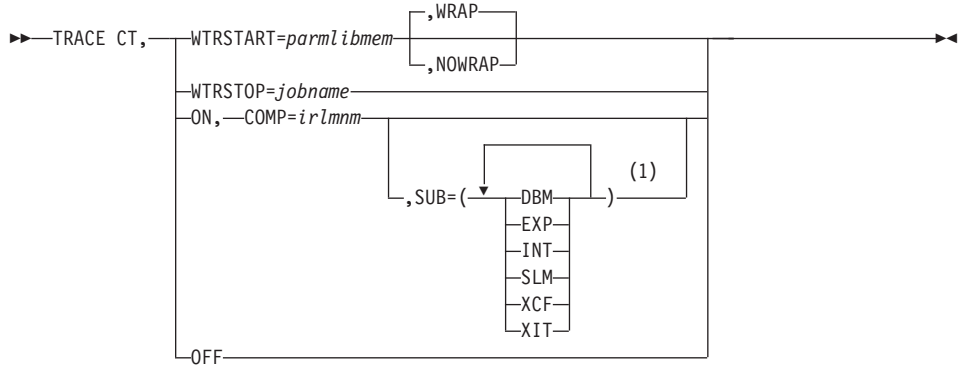 ,WRAP
TRACE CT, WTRSTART=parmlibmem
,NOWRAP
WTRSTOP=jobname
ON, COMP=irlmnm
(1)
,SUB=( DBM )
EXP
INT
SLM
XCF
XIT
OFF